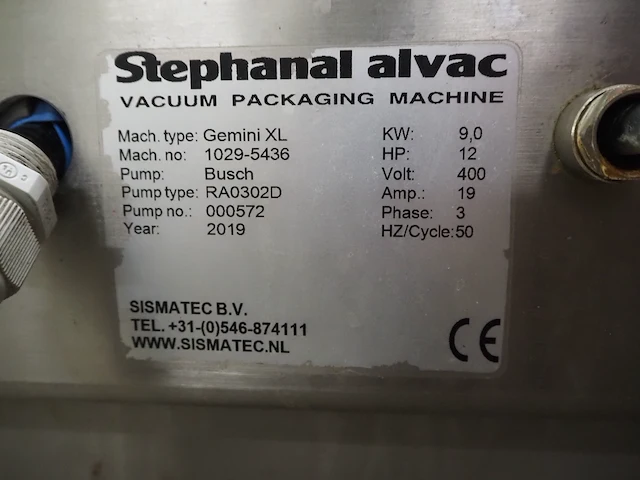 Stephanal alvac
VACUUM PACKAGING MACHINE
Mach. type: Gemini XL KW: 9,0
Mach. no: 1029-5436 HP: 12
Pump: Busch Volt: 400
Pump type: RA0302D Amp.: 19
Pump no.: 000572 Phase: 3
Year: 2019 HZ/Cycle: 50
SISMATEC B.V.
TEL. +31-(0)546-874111
WWW.SISMATEC.NL
CE